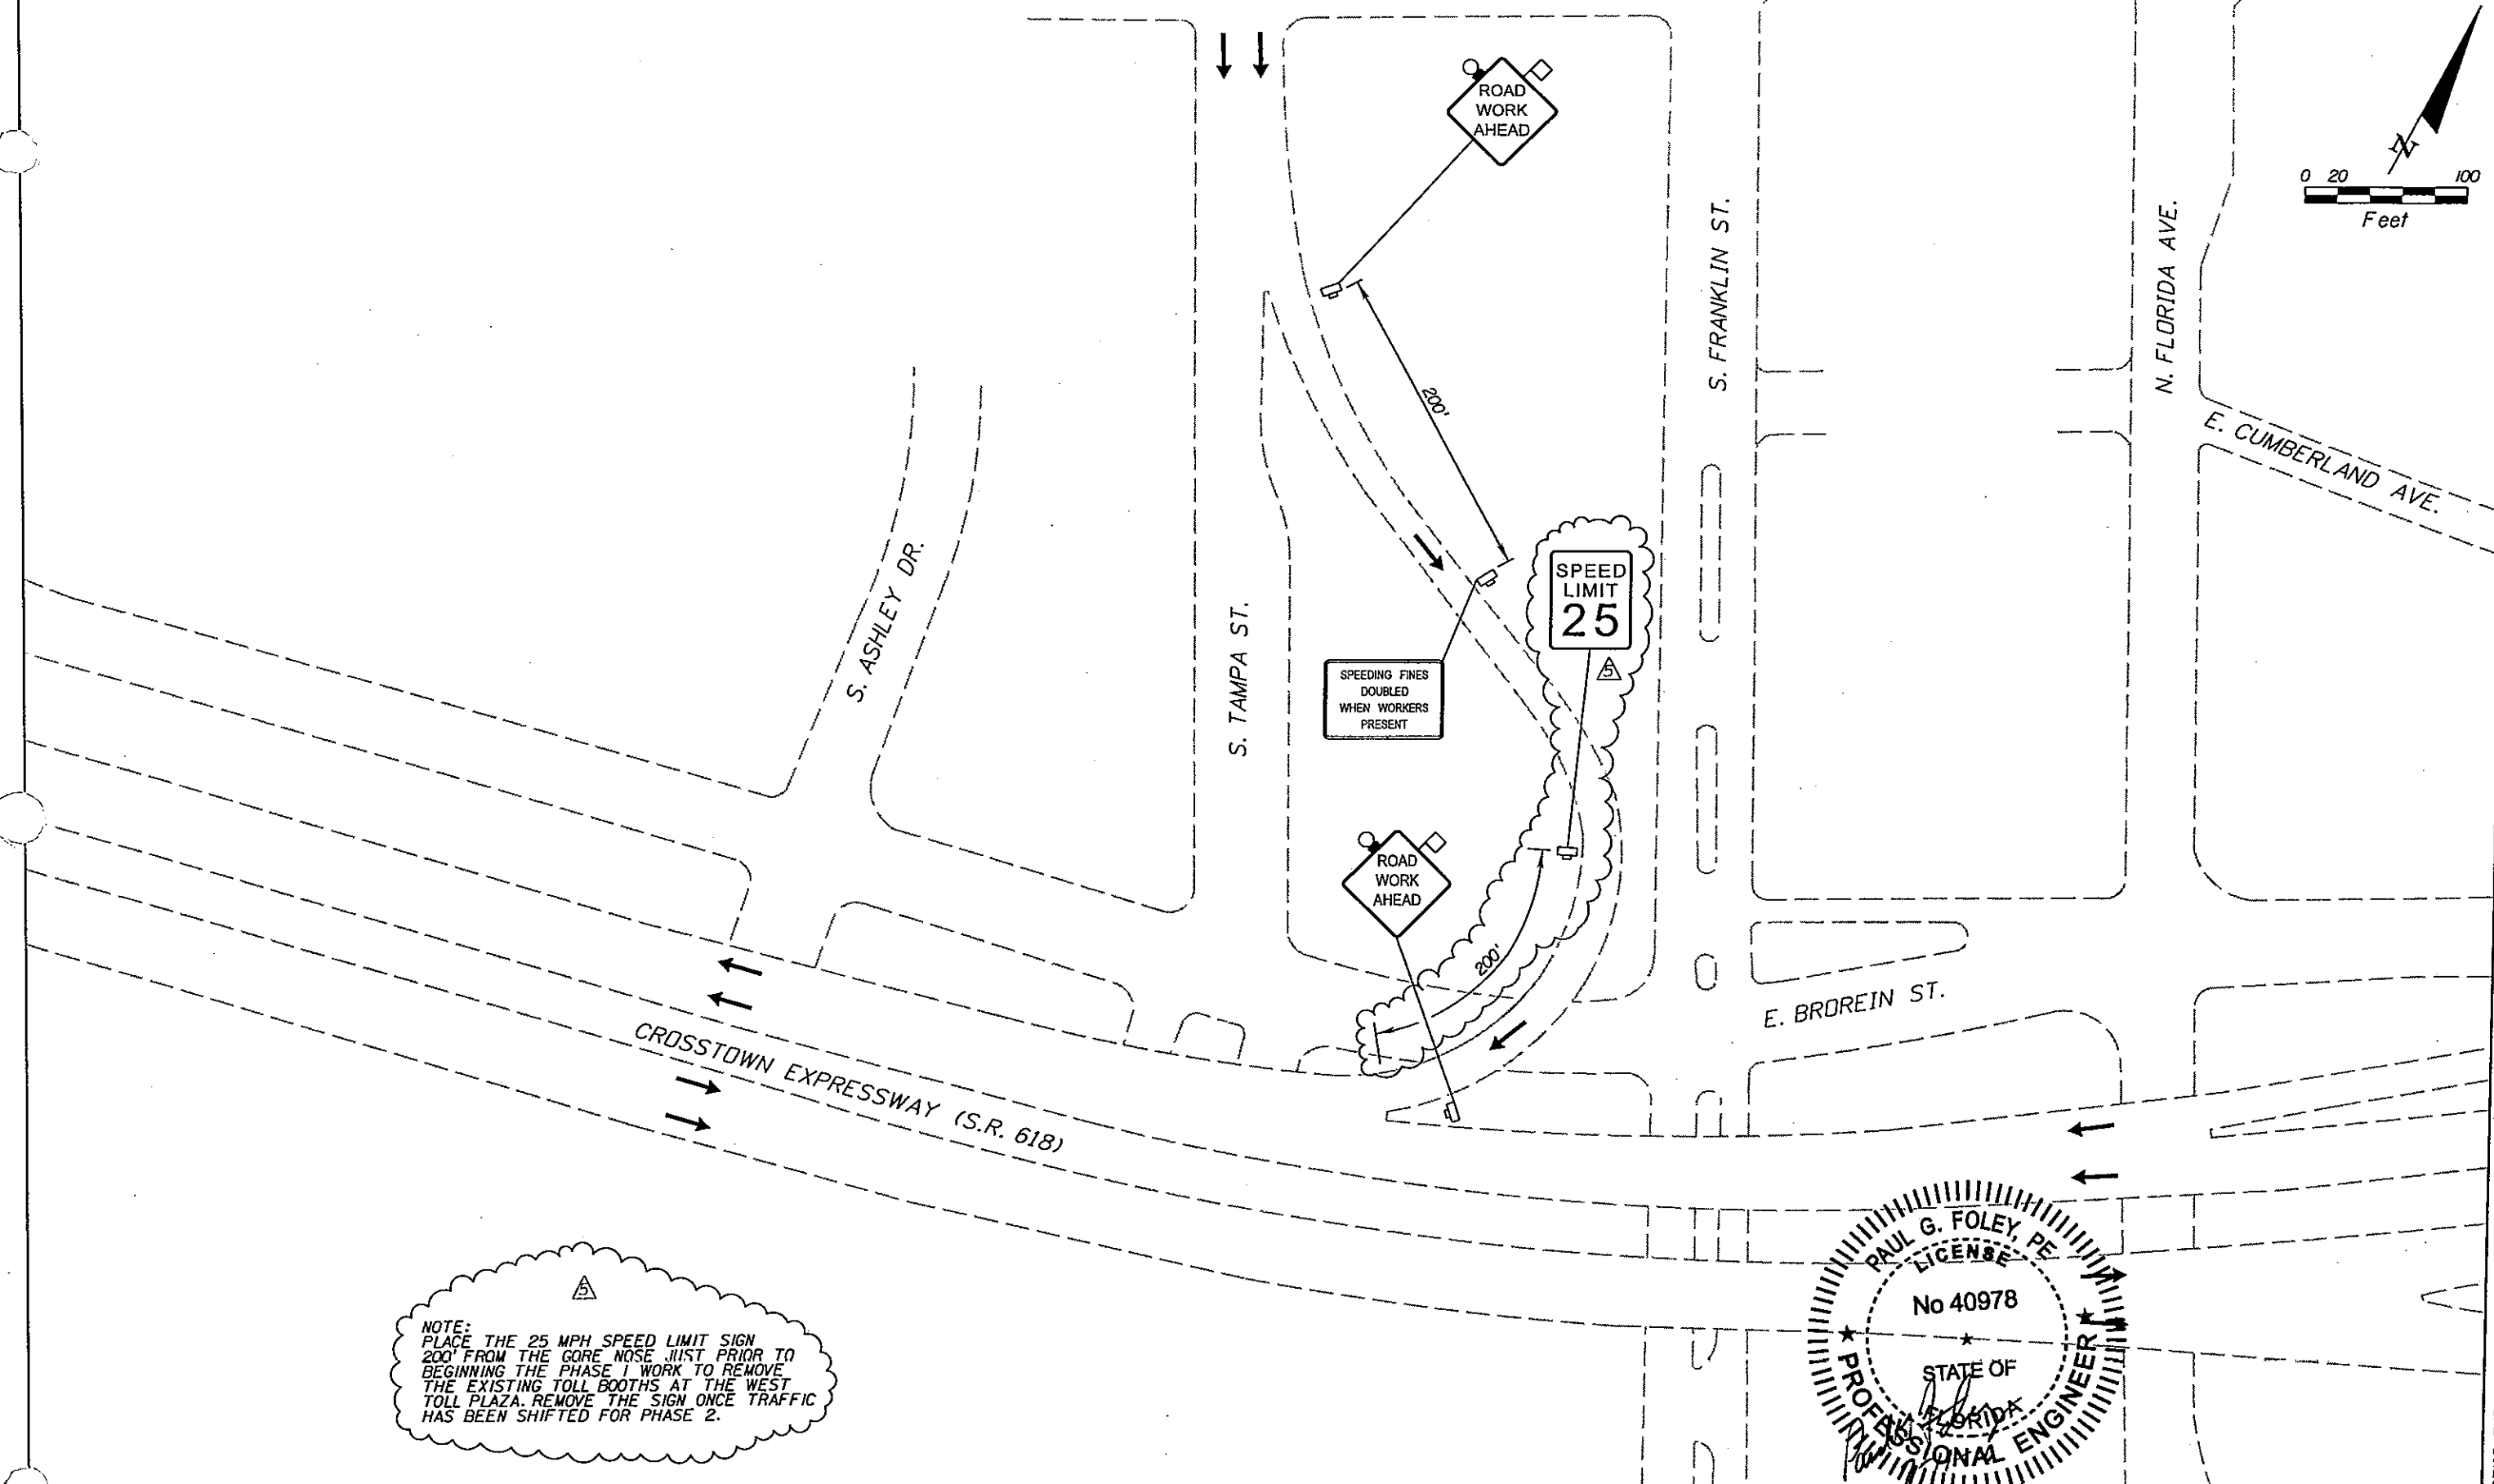 ROAD
WORK
AHEAD
N
0 20 100
Feet
S. FRANKLIN ST.
N. FLORIDA AVE.
E. CUMBERLAND AVE.
200'
SPEED
LIMIT
25
5
S. ASHLEY DR.
S. TAMPA ST.
SPEEDING FINES
DOUBLED
WHEN WORKERS
PRESENT
ROAD
WORK
AHEAD
200'
E. BROREIN ST.
CROSSTOWN EXPRESSWAY (S.R. 618)
5
NOTE:
PLACE THE 25 MPH SPEED LIMIT SIGN
200' FROM THE GORE NOSE JUST PRIOR TO
BEGINNING THE PHASE 1 WORK TO REMOVE
THE EXISTING TOLL BOOTHS AT THE WEST
TOLL PLAZA. REMOVE THE SIGN ONCE TRAFFIC
HAS BEEN SHIFTED FOR PHASE 2.
PAUL G. FOLEY, PE
LICENSE
No 40978
STATE OF
FLORIDA
PROFESSIONAL ENGINEER